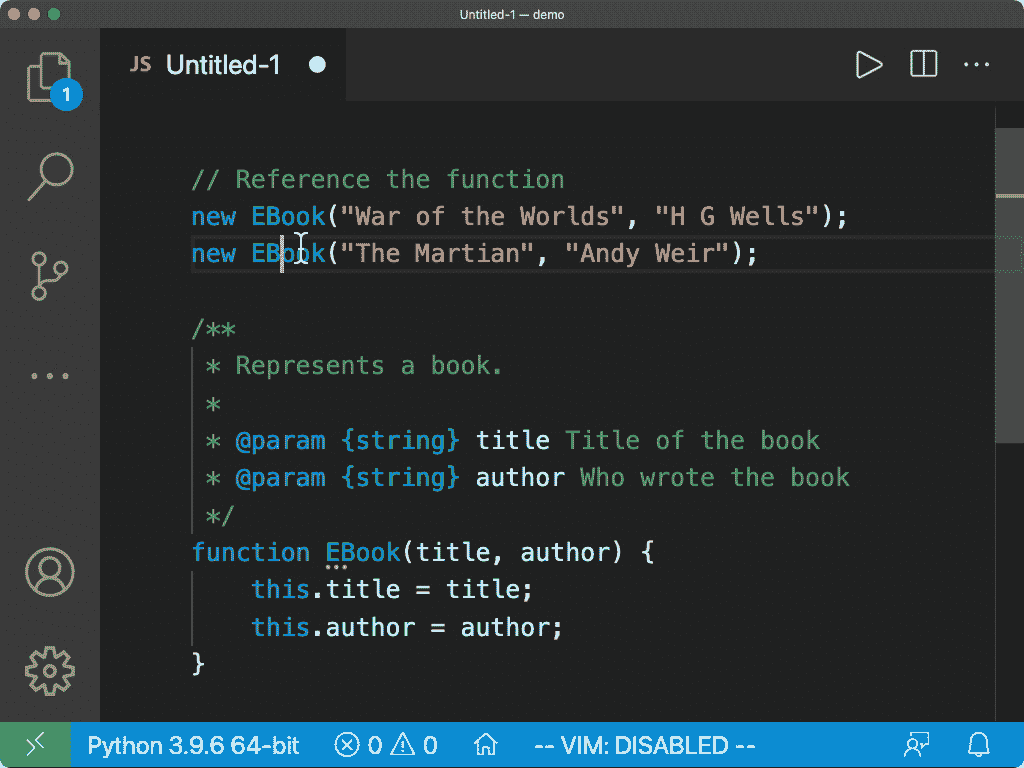 Untitled-1 — demo
JS Untitled-1
1
// Reference the function
new EBook("War of the Worlds", "H G Wells");
new EBook("The Martian", "Andy Weir");
/**
* Represents a book.
*
* @param {string} title Title of the book
* @param {string} author Who wrote the book
*/
function EBook(title, author) {
this.title = title;
this.author = author;
}
Python 3.9.6 64-bit 0 0 -- VIM: DISABLED --